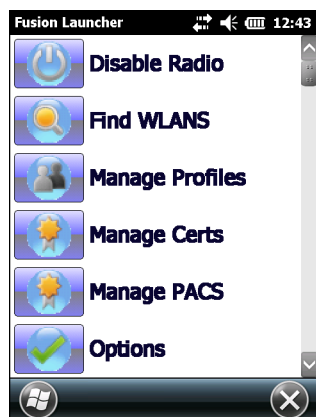 Fusion Launcher 12:43
Disable Radio
Find WLANS
Manage Profiles
Manage Certs
Manage PACS
Options